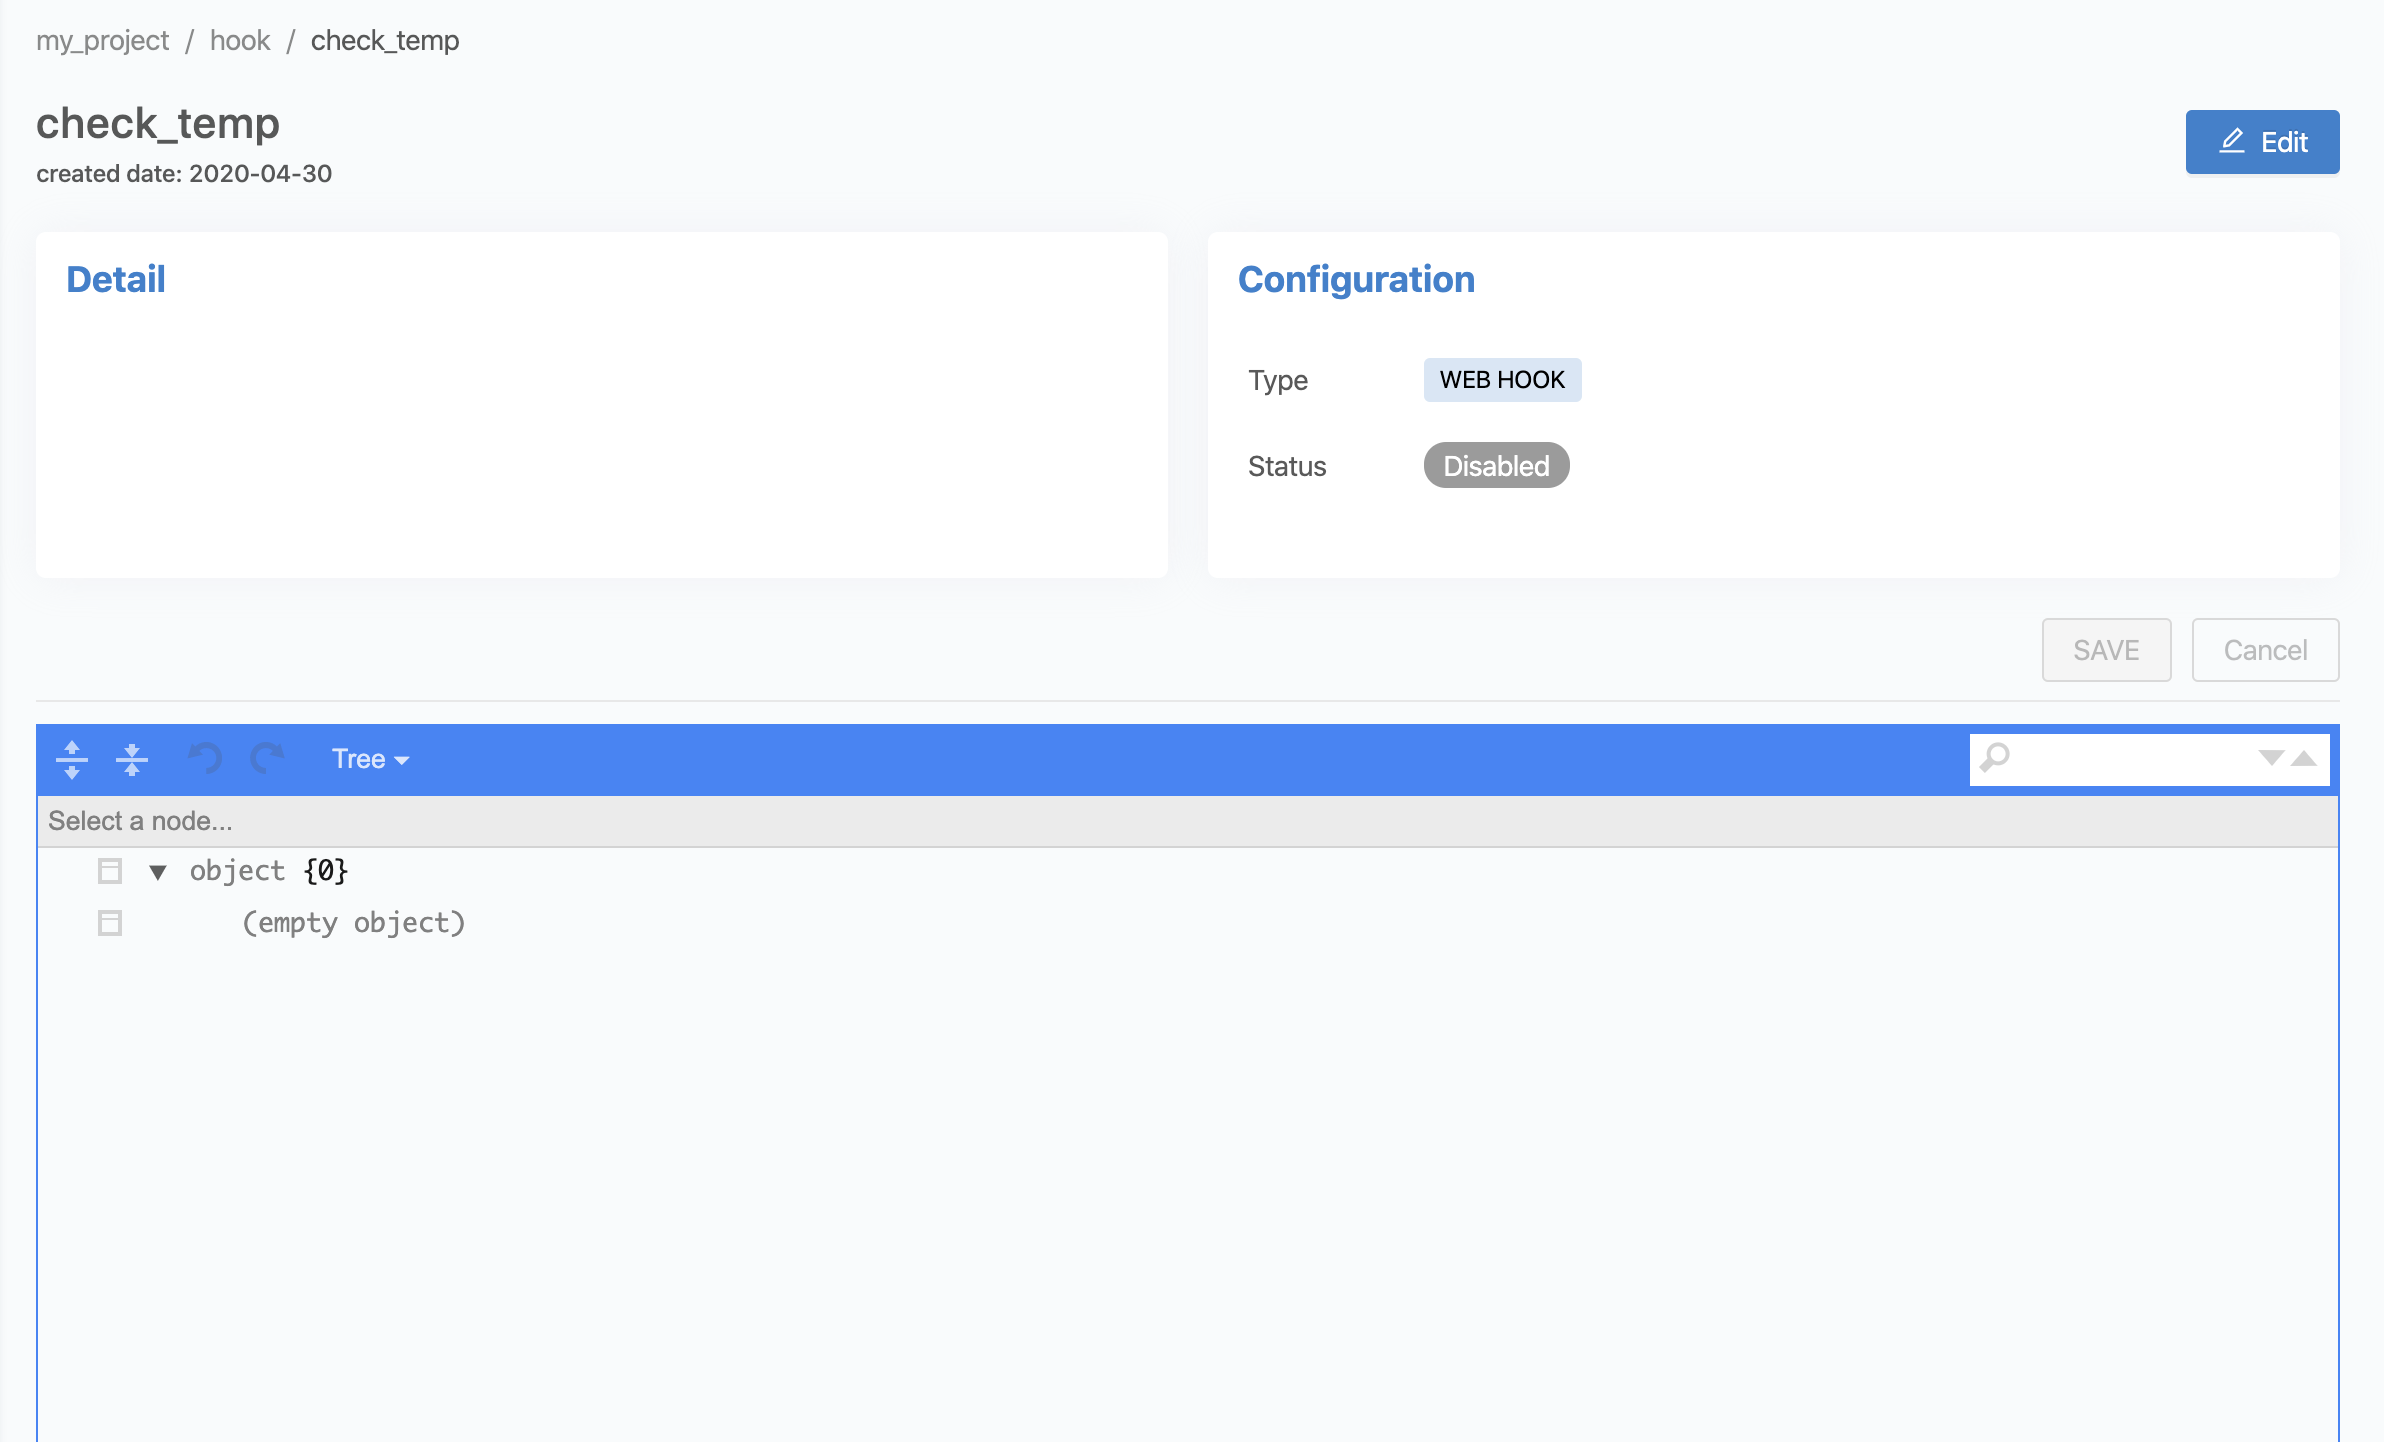 my_project / hook / check_temp
check_temp
created date: 2020-04-30
Edit
Detail
Configuration
Type WEB HOOK
Status Disabled
SAVE Cancel
Tree
Select a node...
object {0}
(empty object)